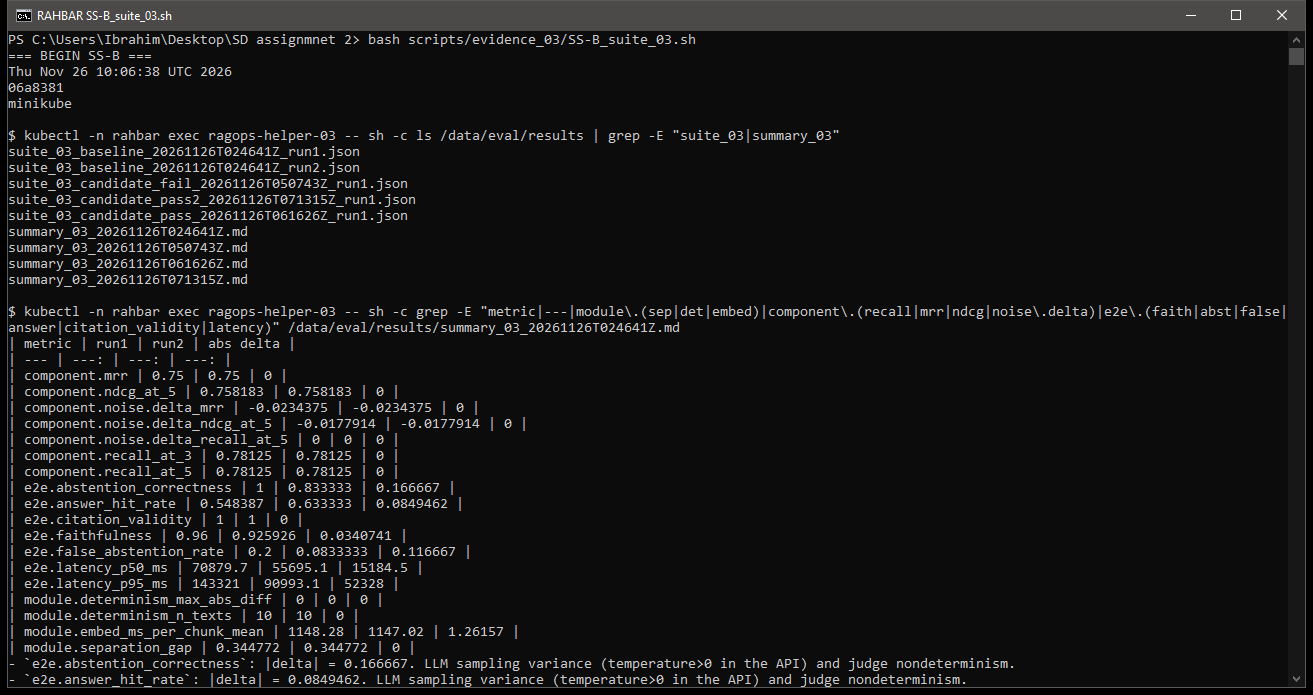 RAHBAR SS-B_suite_03.sh
PS C:\Users\Ibrahim\Desktop\SD assignmnet 2> bash scripts/evidence_03/SS-B_suite_03.sh
=== BEGIN SS-B ===
Thu Nov 26 10:06:38 UTC 2026
06a8381
minikube
$ kubectl -n rahbar exec ragops-helper-03 -- sh -c ls /data/eval/results | grep -E "suite_03|summary_03"
suite_03_baseline_20261126T024641Z_run1.json
suite_03_baseline_20261126T024641Z_run2.json
suite_03_candidate_fail_20261126T050743Z_run1.json
suite_03_candidate_pass2_20261126T071315Z_run1.json
suite_03_candidate_pass_20261126T061626Z_run1.json
summary_03_20261126T024641Z.md
summary_03_20261126T050743Z.md
summary_03_20261126T061626Z.md
summary_03_20261126T071315Z.md
$ kubectl -n rahbar exec ragops-helper-03 -- sh -c grep -E "metric|---|module\.(sep|det|embed)|component\.(recall|mrr|ndcg|noise\.delta)|e2e\.(faith|abst|false|
answer|citation_validity|latency)" /data/eval/results/summary_03_20261126T024641Z.md
| metric | run1 | run2 | abs delta |
| --- | ---: | ---: | ---: |
| component.mrr | 0.75 | 0.75 | 0 |
| component.ndcg_at_5 | 0.758183 | 0.758183 | 0 |
| component.noise.delta_mrr | -0.0234375 | -0.0234375 | 0 |
| component.noise.delta_ndcg_at_5 | -0.0177914 | -0.0177914 | 0 |
| component.noise.delta_recall_at_5 | 0 | 0 | 0 |
| component.recall_at_3 | 0.78125 | 0.78125 | 0 |
| component.recall_at_5 | 0.78125 | 0.78125 | 0 |
| e2e.abstention_correctness | 1 | 0.833333 | 0.166667 |
| e2e.answer_hit_rate | 0.548387 | 0.633333 | 0.0849462 |
| e2e.citation_validity | 1 | 1 | 0 |
| e2e.faithfulness | 0.96 | 0.925926 | 0.0340741 |
| e2e.false_abstention_rate | 0.2 | 0.0833333 | 0.116667 |
| e2e.latency_p50_ms | 70879.7 | 55695.1 | 15184.5 |
| e2e.latency_p95_ms | 143321 | 90993.1 | 52328 |
| module.determinism_max_abs_diff | 0 | 0 | 0 |
| module.determinism_n_texts | 10 | 10 | 0 |
| module.embed_ms_per_chunk_mean | 1148.28 | 1147.02 | 1.26157 |
| module.separation_gap | 0.344772 | 0.344772 | 0 |
- `e2e.abstention_correctness`: |delta| = 0.166667. LLM sampling variance (temperature>0 in the API) and judge nondeterminism.
- `e2e.answer_hit_rate`: |delta| = 0.0849462. LLM sampling variance (temperature>0 in the API) and judge nondeterminism.